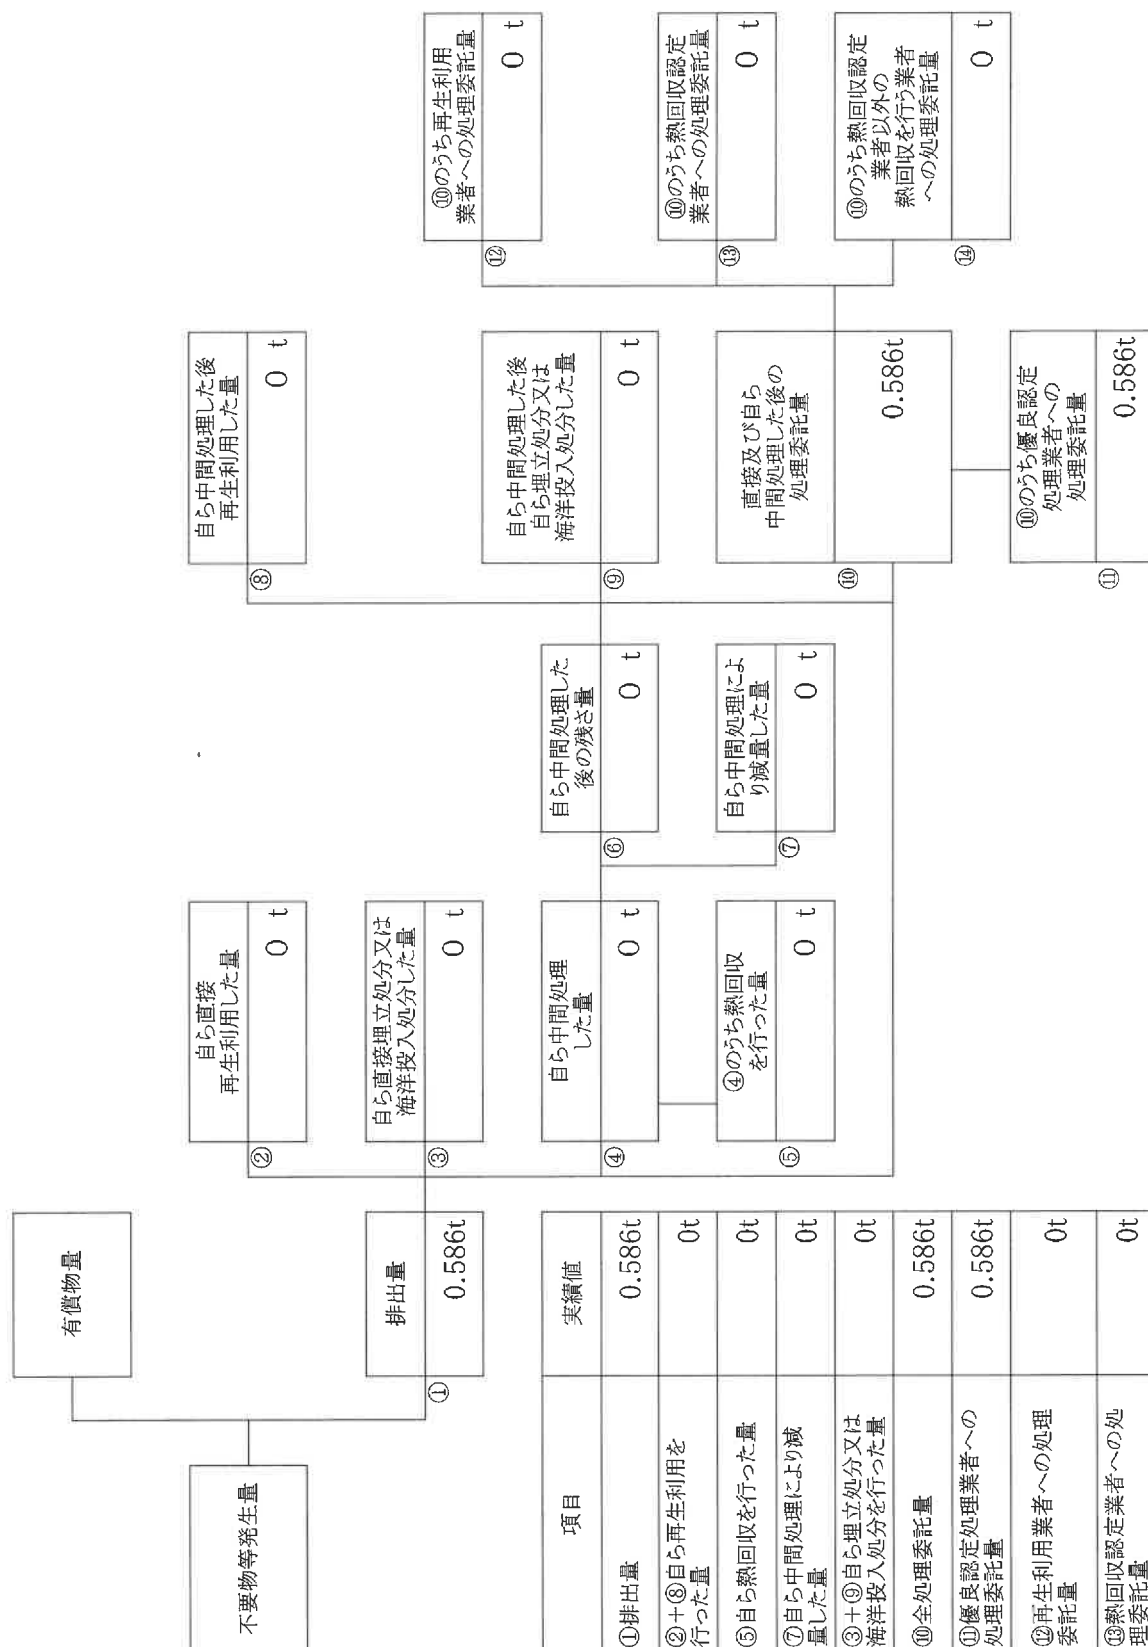 有償物量
不要物等発生量
排出量
①
0.586t
自ら直接
再生利用した量
②
0 t
自ら直接埋立処分又は
海洋投入処分した量
③
0 t
自ら中間処理
した量
④
0 t
④のうち熱回収
を行った量
⑤
0 t
自ら中間処理した
後の残さ量
⑥
0 t
自ら中間処理によ
り減量した量
⑦
0 t
自ら中間処理した後
再生利用した量
⑧
0 t
自ら中間処理した後
自ら埋立処分又は
海洋投入処分した量
⑨
0 t
直接及び自ら
中間処理した後の
処理委託量
⑩
0.586t
⑩のうち優良認定
処理業者への
処理委託量
⑪
0.586t
⑩のうち再生利用
業者への処理委託量
⑫
0 t
⑩のうち熱回収認定
業者への処理委託量
⑬
0 t
⑩のうち熱回収認定
業者以外の
熱回収を行う業者
への処理委託量
⑭
0 t
項目 実績値
①排出量 0.586t
②+⑧自ら再生利用を
行った量 0t
⑤自ら熱回収を行った量 0t
⑦自ら中間処理により減
量した量 0t
③+⑨自ら埋立処分又は
海洋投入処分を行った量 0t
⑩全処理委託量 0.586t
⑪優良認定処理業者への
処理委託量 0.586t
⑫再生利用業者への処理
委託量 0t
⑬熱回収認定業者への処
理委託量 0t